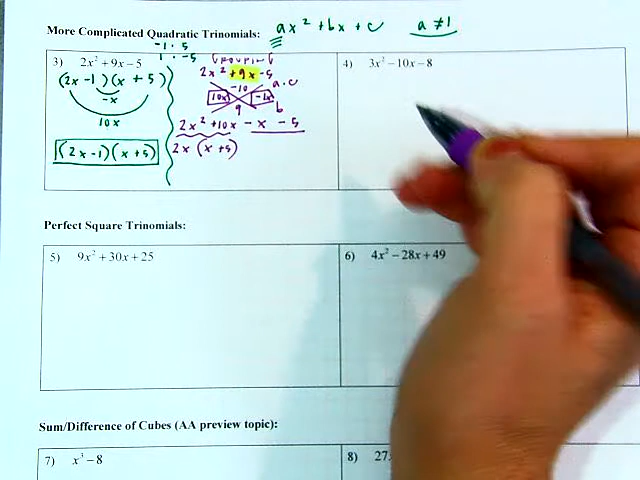 More Complicated Quadratic Trinomials: ax² + bx + c   a ≠ 1
3) 2x² + 9x - 5
-1 · 5
1 · -5
(2x - 1)(x + 5)
-x
10x
(2x-1)(x+5)
2x² +9x -5
-10   a·c
10x   -1x
9   b
2x² +10x - x - 5
2x (x+5)
4) 3x² - 10x - 8
Perfect Square Trinomials:
5) 9x² + 30x + 25
6) 4x² - 28x + 49
Sum/Difference of Cubes (AA preview topic):
7) x³ - 8
8) 27